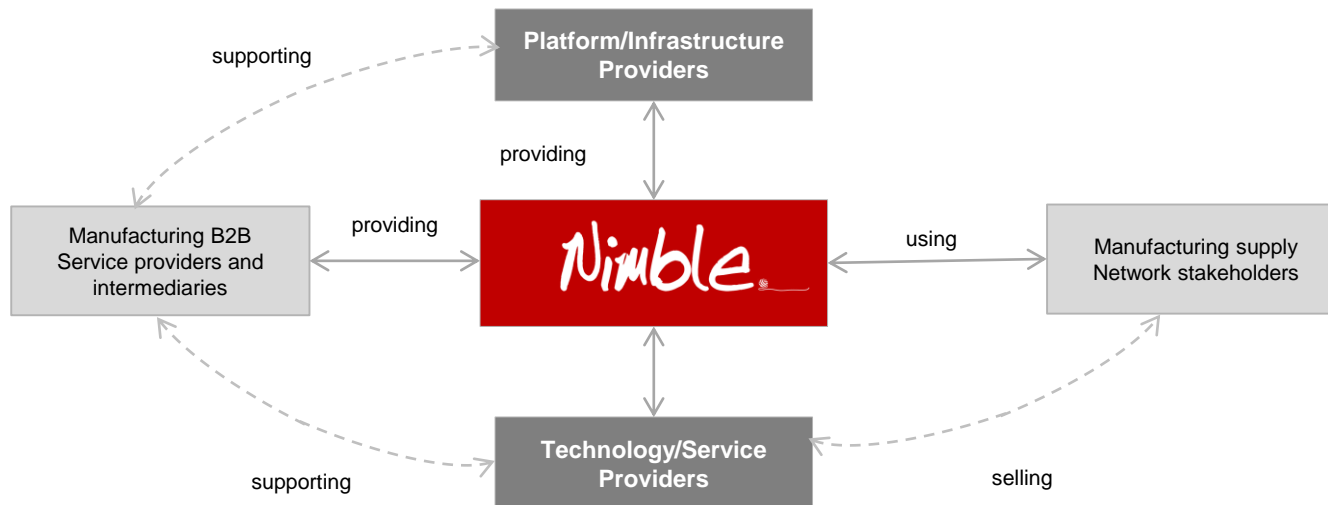 Platform/Infrastructure
Providers
supporting
providing
Manufacturing B2B
Service providers and
intermediaries
providing
Nimble
using
Manufacturing supply
Network stakeholders
Technology/Service
Providers
supporting
selling